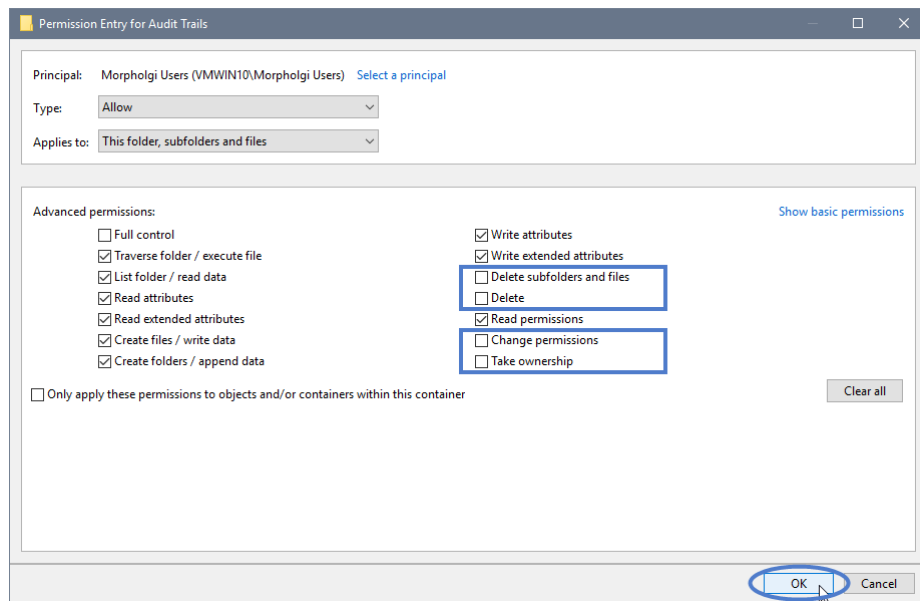 Permission Entry for Audit Trails
Principal: Morpholgi Users (VMWIN10\Morpholgi Users) Select a principal
Type: Allow
Applies to: This folder, subfolders and files
Advanced permissions: Show basic permissions
Full control Write attributes
Traverse folder / execute file Write extended attributes
List folder / read data Delete subfolders and files
Read attributes Delete
Read extended attributes Read permissions
Create files / write data Change permissions
Create folders / append data Take ownership
Only apply these permissions to objects and/or containers within this container Clear all
OK Cancel